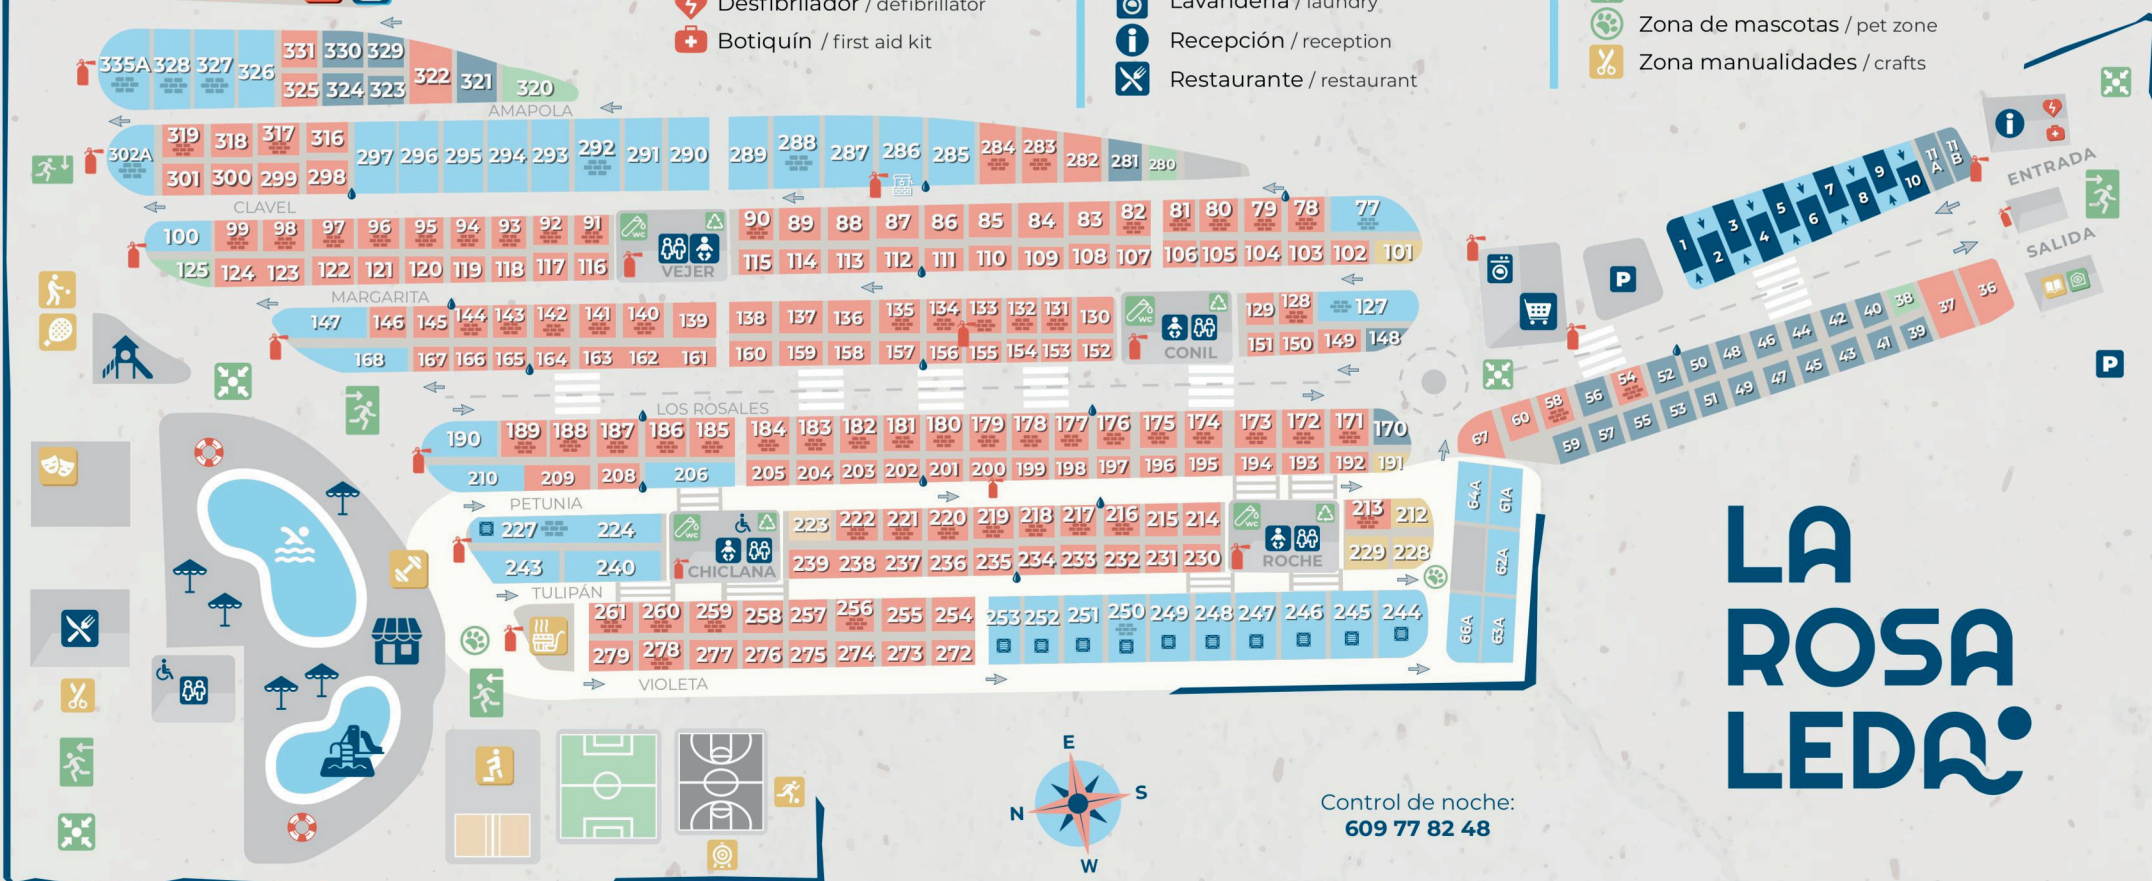 Desfibrilador / defibrillator
Botiquín / first aid kit
Lavandería / laundry
Recepción / reception
Restaurante / restaurant
Zona de mascotas / pet zone
Zona manualidades / crafts
335A 328 327 326 331 330 329 322 321 320
325 324 323
AMAPOLA
302A 319 318 317 316 297 296 295 294 293 292 291 290 289 288 287 286 285 284 283 282 281 280
301 300 299 298
CLAVEL
100 99 98 97 96 95 94 93 92 91 WC 90 89 88 87 86 85 84 83 82 81 80 79 78 77
VEJER
125 124 123 122 121 120 119 118 117 116 115 114 113 112 111 110 109 108 107 106 105 104 103 102 101
MARGARITA
147 146 145 144 143 142 141 140 139 138 137 136 135 134 133 132 131 130 WC 129 128 127
CONIL
168 167 166 165 164 163 162 161 160 159 158 157 156 155 154 153 152 151 150 149 148
LOS ROSALES
190 189 188 187 186 185 184 183 182 181 180 179 178 177 176 175 174 173 172 171 170
210 209 208 206 205 204 203 202 201 200 199 198 197 196 195 194 193 192 191
PETUNIA
227 224 WC 223 222 221 220 219 218 217 216 215 214 WC 213 212
CHICLANA
ROCHE
243 240 239 238 237 236 235 234 233 232 231 230 229 228
TULIPÁN
261 260 259 258 257 256 255 254 253 252 251 250 249 248 247 246 245 244
279 278 277 276 275 274 273 272
VIOLETA
64A 61A
62A
66A 63A
i
ENTRADA
SALIDA
1 2 3 4 5 6 7 8 9 10 11A 11B
P
P
67 60 58 56 54 52 50 48 46 44 42 40 38 37 36
59 57 55 53 51 49 47 45 43 41 39
LA
ROSA
LEDA
E
N
S
W
Control de noche:
609 77 82 48